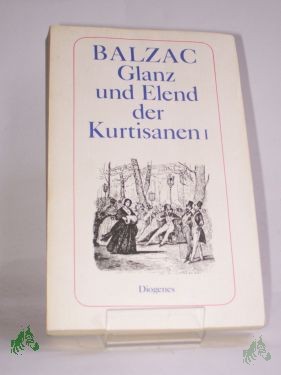 BALZAC
Glanz
und Elend
der
Kurtisanen I
Diogenes